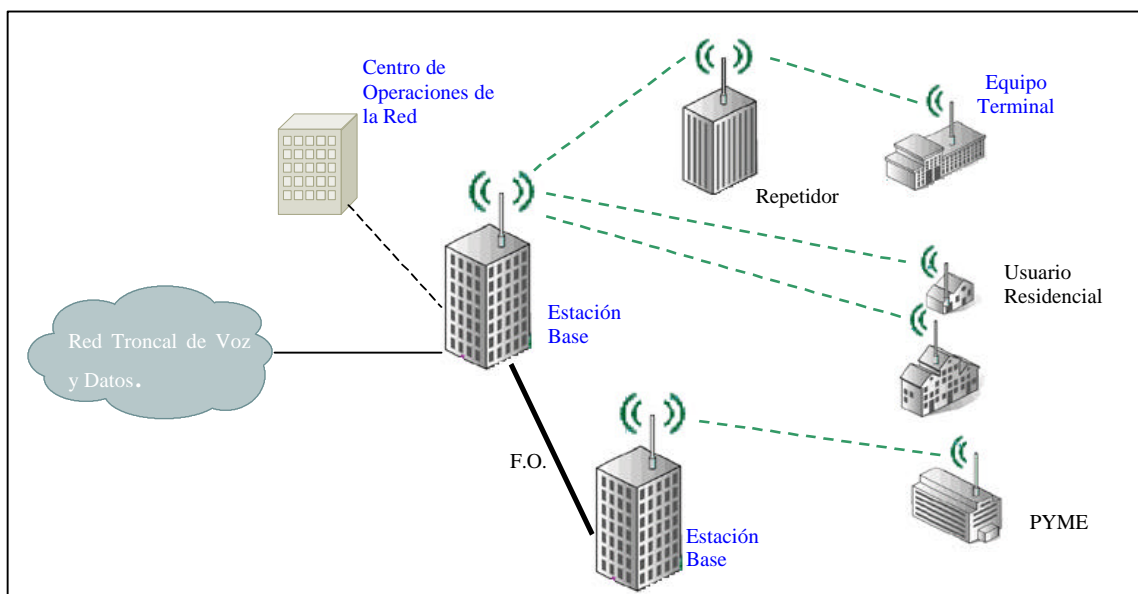 Centro de
Operaciones de
la Red
Equipo
Terminal
Repetidor
Usuario
Residencial
Estación
Base
Red Troncal de Voz
y Datos.
F.O.
Estación
Base
PYME